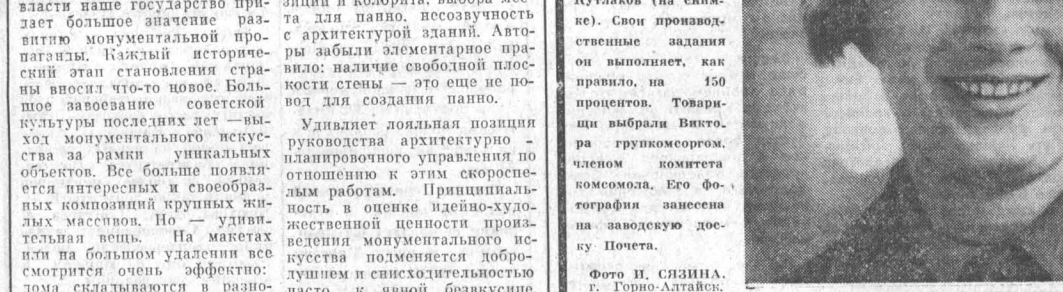 власти наше государство при-
дает большое значение раз-
витию монументальной про-
паганды. Каждый историче-
ский этап становления стра-
ны вносил что-то новое. Боль-
шое завоевание советской
культуры последних лет —вы-
ход монументального искус-
ства за рамки уникальных
объектов. Все больше появля-
ется интересных и своеобраз-
ных композиций крупных жи-
лых массивов. Но — удиви-
тельная вещь. На макетах
или на большом удалении все
смотрится очень эффектно:
дома складываются в разно-
зиции и колорита, выбора мес-
та для панно, несозвучность
с архитектурой зданий. Авто-
ры забыли элементарное пра-
вило: наличие свободной плос-
кости стены — это еще не по-
вод для создания панно.
Удивляет лояльная позиция
руководства архитектурно -
планировочного управления по
отношению к этим скороспе-
лым работам. Принципиаль-
ность в оценке идейно-худо-
жественной ценности произ-
ведения монументального ис-
кусства подменяется добро-
душием и снисходительностью
часто к явной безвкусице
Кутлаков (на сним-
ке). Свои производ-
ственные задания
он выполняет, как
правило, на 150
процентов. Товари-
щи выбрали Викто-
ра групкомсоргом,
членом комитета
комсомола. Его фо-
тография занесена
на заводскую дос-
ку Почета.
Фото И. СЯЗИНА.
г. Горно-Алтайск.